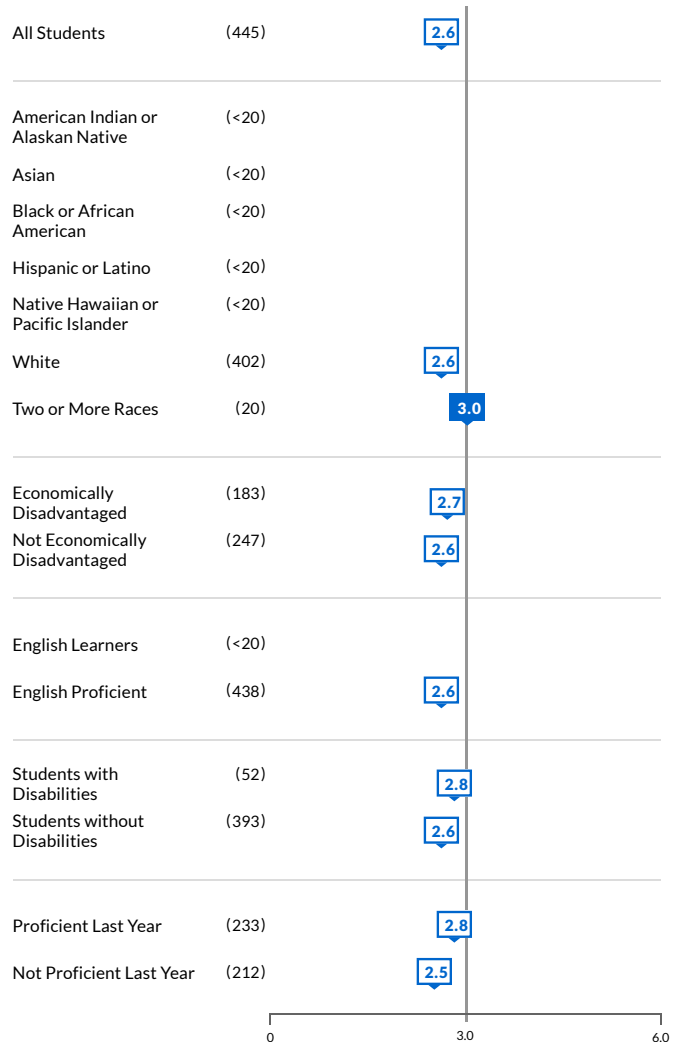 All Students (445) 2.6
American Indian or (<20)
Alaskan Native
Asian (<20)
Black or African (<20)
American
Hispanic or Latino (<20)
Native Hawaiian or (<20)
Pacific Islander
White (402) 2.6
Two or More Races (20) 3.0
Economically (183) 2.7
Disadvantaged
Not Economically (247) 2.6
Disadvantaged
English Learners (<20)
English Proficient (438) 2.6
Students with (52) 2.8
Disabilities
Students without (393) 2.6
Disabilities
Proficient Last Year (233) 2.8
Not Proficient Last Year (212) 2.5
0 3.0 6.0